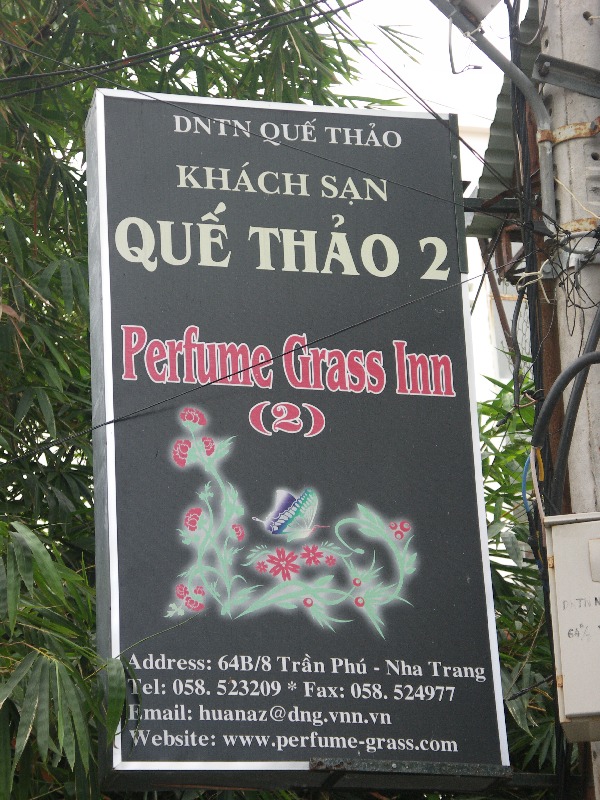 DNTN QUẾ THẢO
KHÁCH SẠN
QUẾ THẢO 2
Perfume Grass Inn
(2)
Address: 64B/8 Trần Phú - Nha Trang
Tel: 058. 523209 * Fax: 058. 524977
Email: huanaz@dng.vnn.vn
Website: www.perfume-grass.com
DNTN